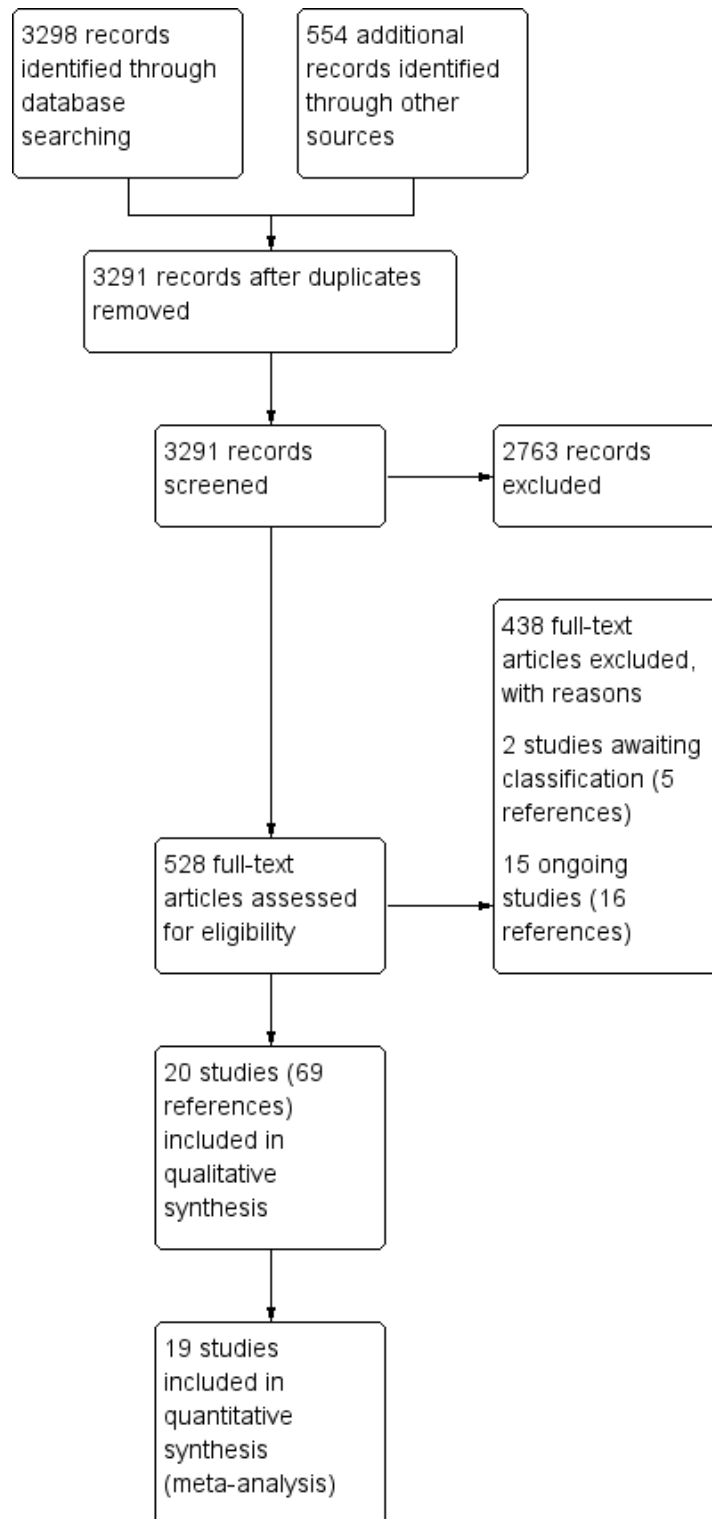 3298 records
identified through
database
searching
554 additional
records identified
through other
sources
3291 records after duplicates
removed
3291 records
screened
2763 records
excluded
438 full-text
articles excluded,
with reasons
2 studies awaiting
classification (5
references)
15 ongoing
studies (16
references)
528 full-text
articles assessed
for eligibility
20 studies (69
references)
included in
qualitative
synthesis
19 studies
included in
quantitative
synthesis
(meta-analysis)